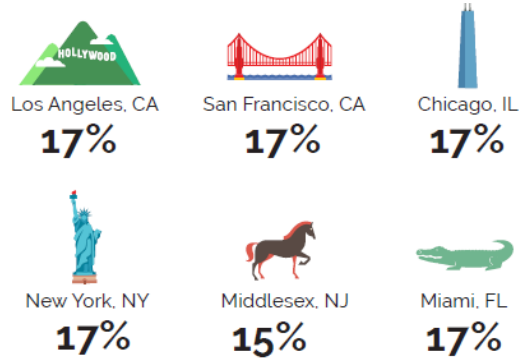 HOLLYWOOD
Los Angeles, CA
17%
San Francisco, CA
17%
Chicago, IL
17%
New York, NY
17%
Middlesex, NJ
15%
Miami, FL
17%